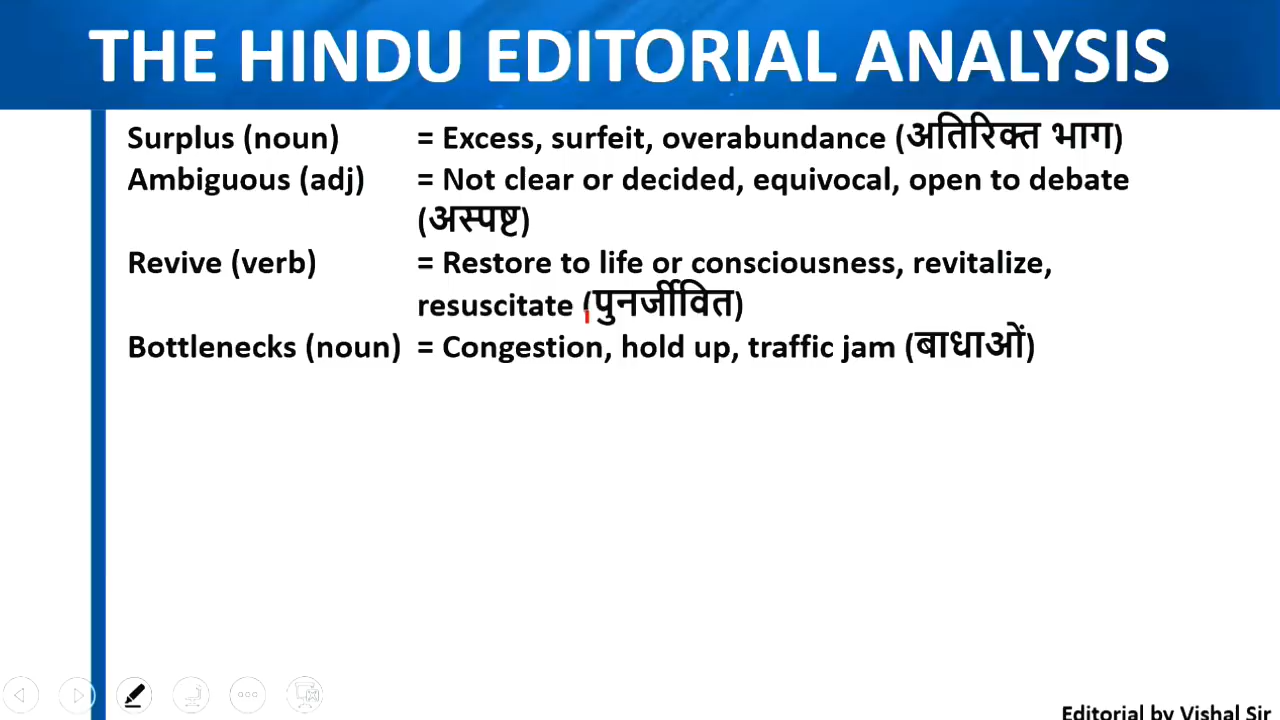 THE HINDU EDITORIAL ANALYSIS
Surplus (noun) = Excess, surfeit, overabundance (अतिरिक्त भाग)
Ambiguous (adj) = Not clear or decided, equivocal, open to debate
(अस्पष्ट)
Revive (verb) = Restore to life or consciousness, revitalize,
resuscitate (पुनर्जीवित)
Bottlenecks (noun) = Congestion, hold up, traffic jam (बाधाओं)
Editorial by Vishal Sir